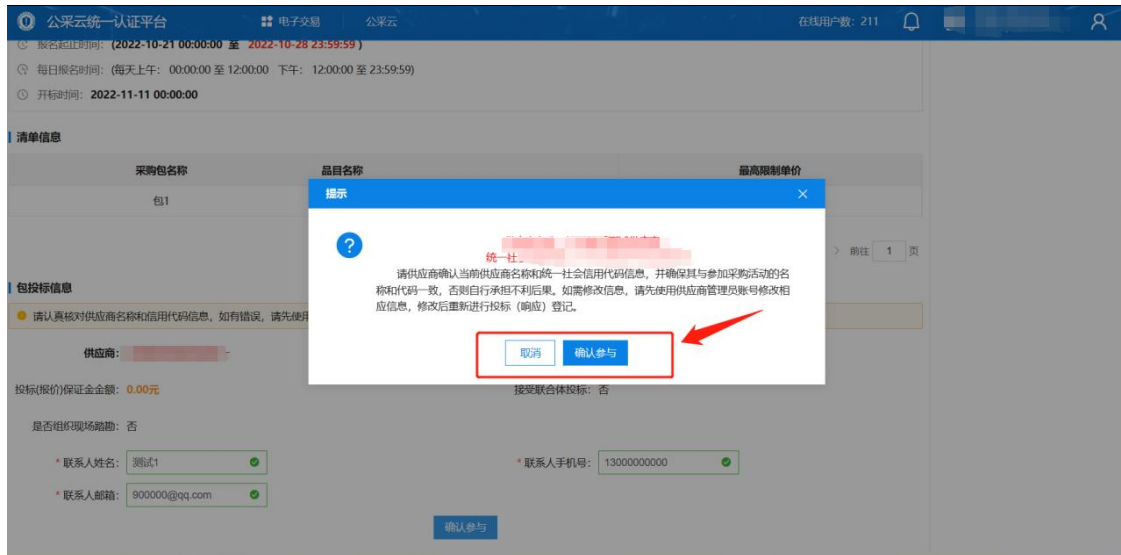 公采云统一认证平台 电子交易 公采云 在线用户数: 211
报名起止时间: (2022-10-21 00:00:00 至 2022-10-28 23:59:59 )
每日报名时间: (每天上午: 00:00:00 至 12:00:00 下午: 12:00:00 至 23:59:59)
开标时间: 2022-11-11 00:00:00
清单信息
采购包名称 品目名称 最高限制单价
包1
提示
统一社
请供应商确认当前供应商名称和统一社会信用代码信息，并确保其与参加采购活动的名
称和代码一致，否则自行承担不利后果。如需修改信息，请先使用供应商管理员账号修改相
应信息，修改后重新进行投标（响应）登记。
取消 确认参与
前往 1 页
包投标信息
请认真核对供应商名称和信用代码信息，如有错误，请先使用
供应商:
投标(报价)保证金金额: 0.00元 接受联合体投标: 否
是否组织现场踏勘: 否
* 联系人姓名: 测试1 * 联系人手机号: 13000000000
* 联系人邮箱: 900000@qq.com
确认参与